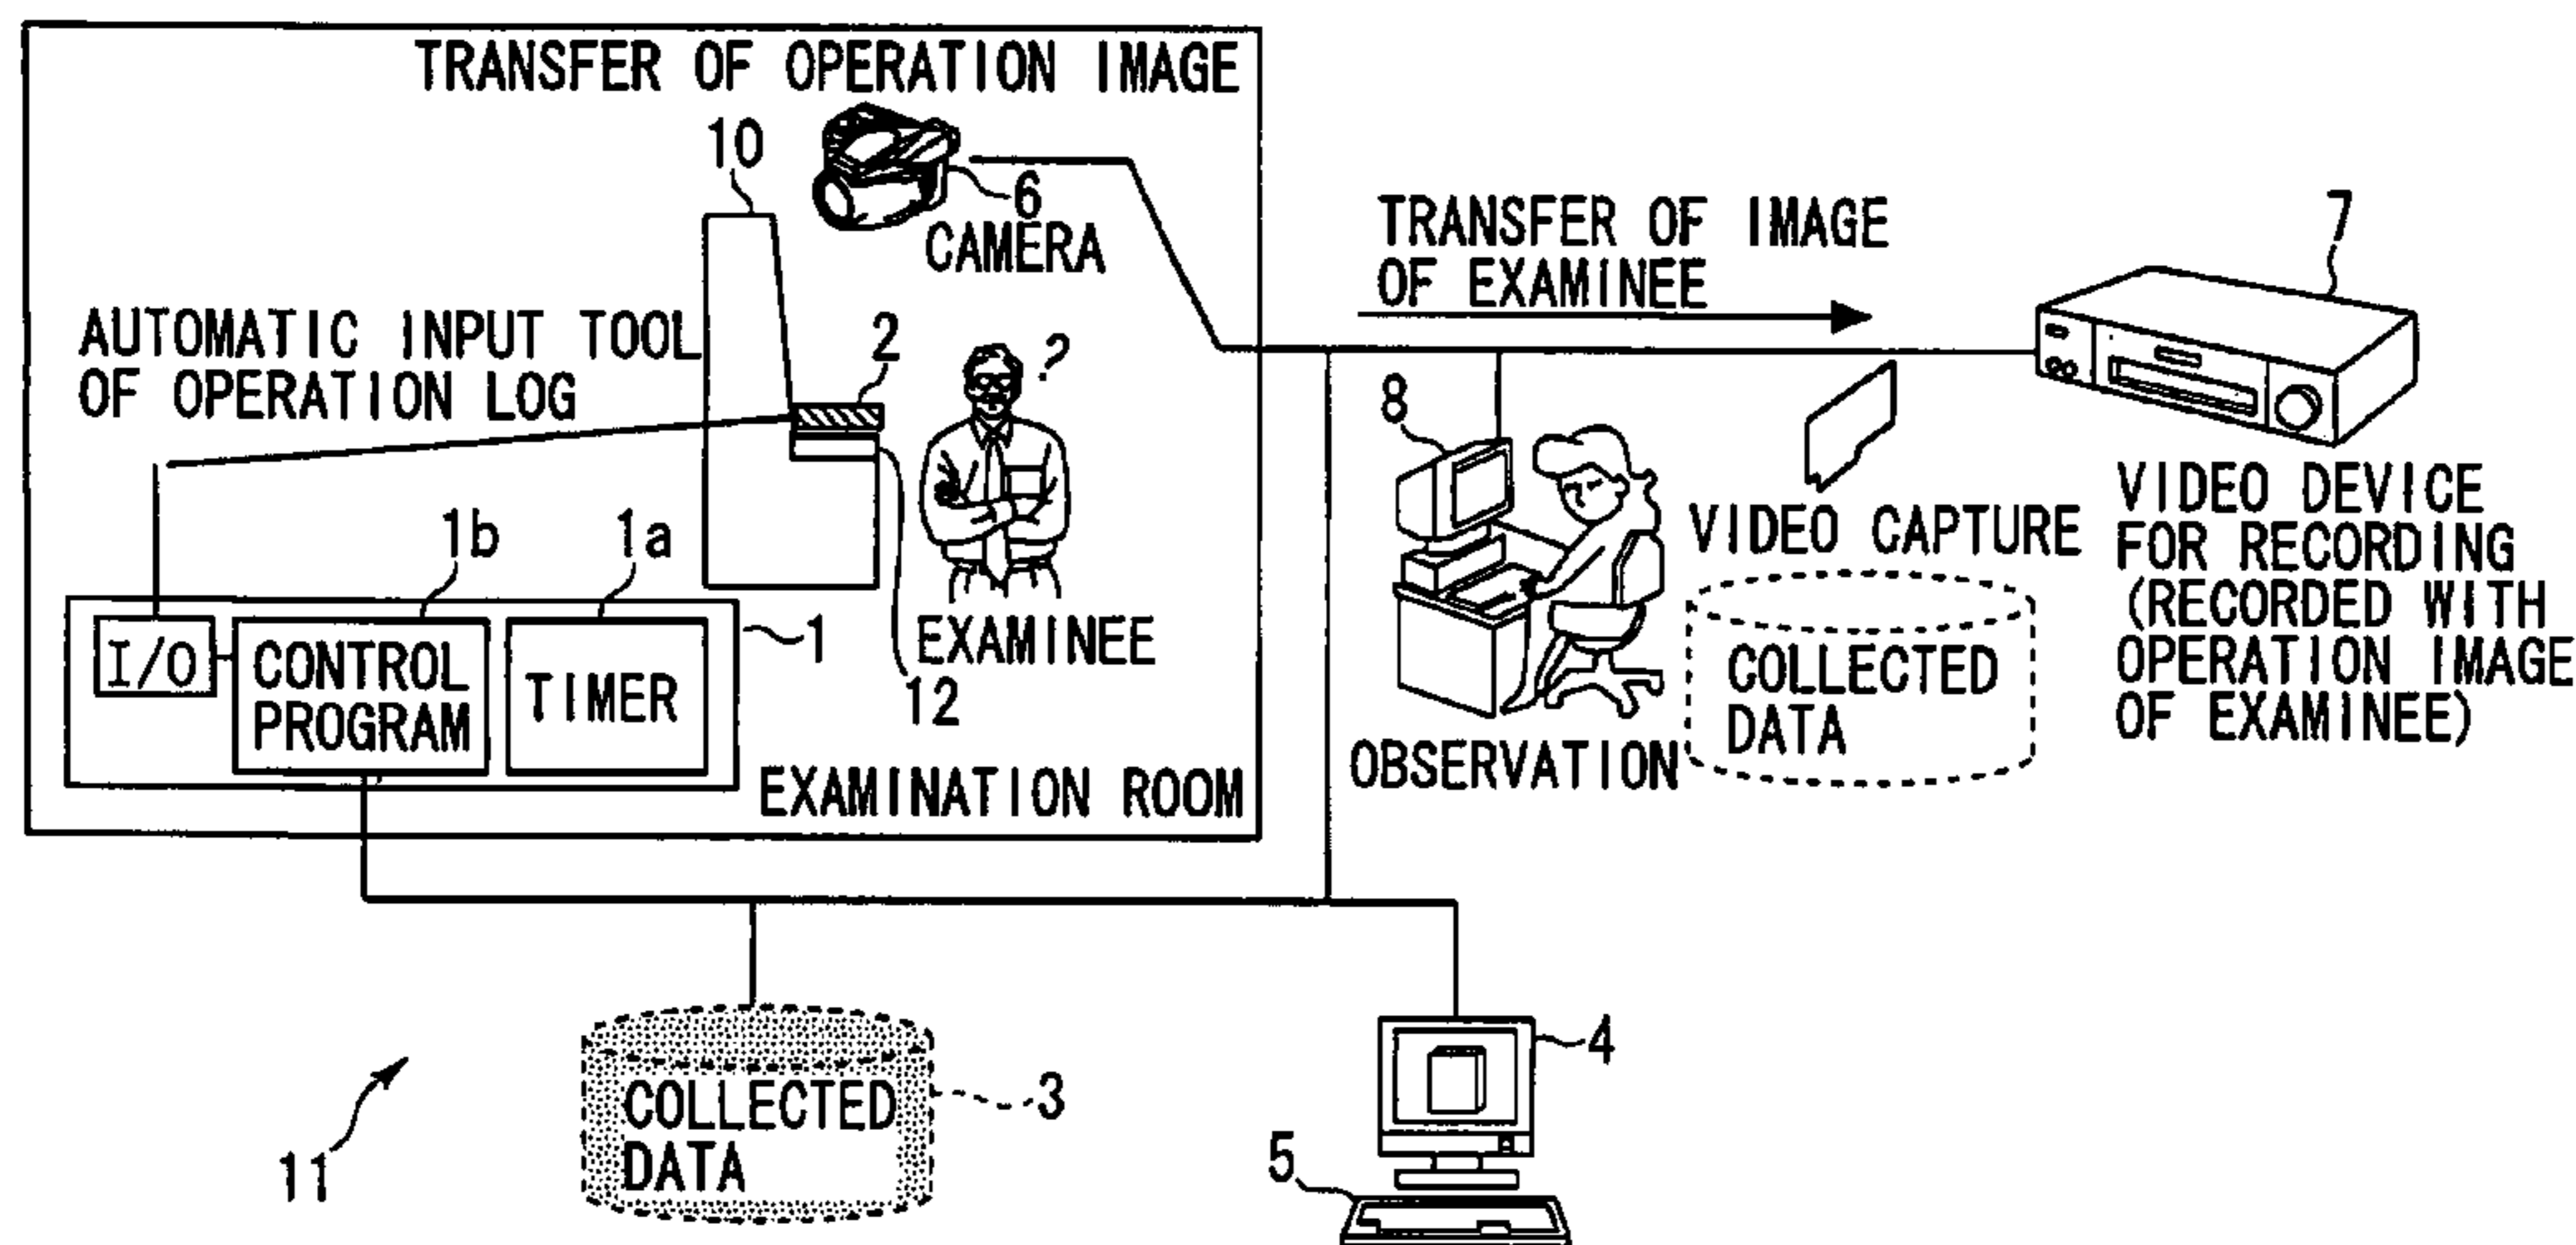 TRANSFER OF OPERATION IMAGE
10
6
CAMERA
AUTOMATIC INPUT TOOL
OF OPERATION LOG
2
?
1b
1a
1
I/O
CONTROL
PROGRAM
TIMER
EXAMINEE
12
EXAMINATION ROOM
TRANSFER OF IMAGE
OF EXAMINEE
7
8
OBSERVATION
VIDEO CAPTURE
COLLECTED
DATA
VIDEO DEVICE
FOR RECORDING
(RECORDED WITH
OPERATION IMAGE
OF EXAMINEE)
11
COLLECTED
DATA
3
4
5